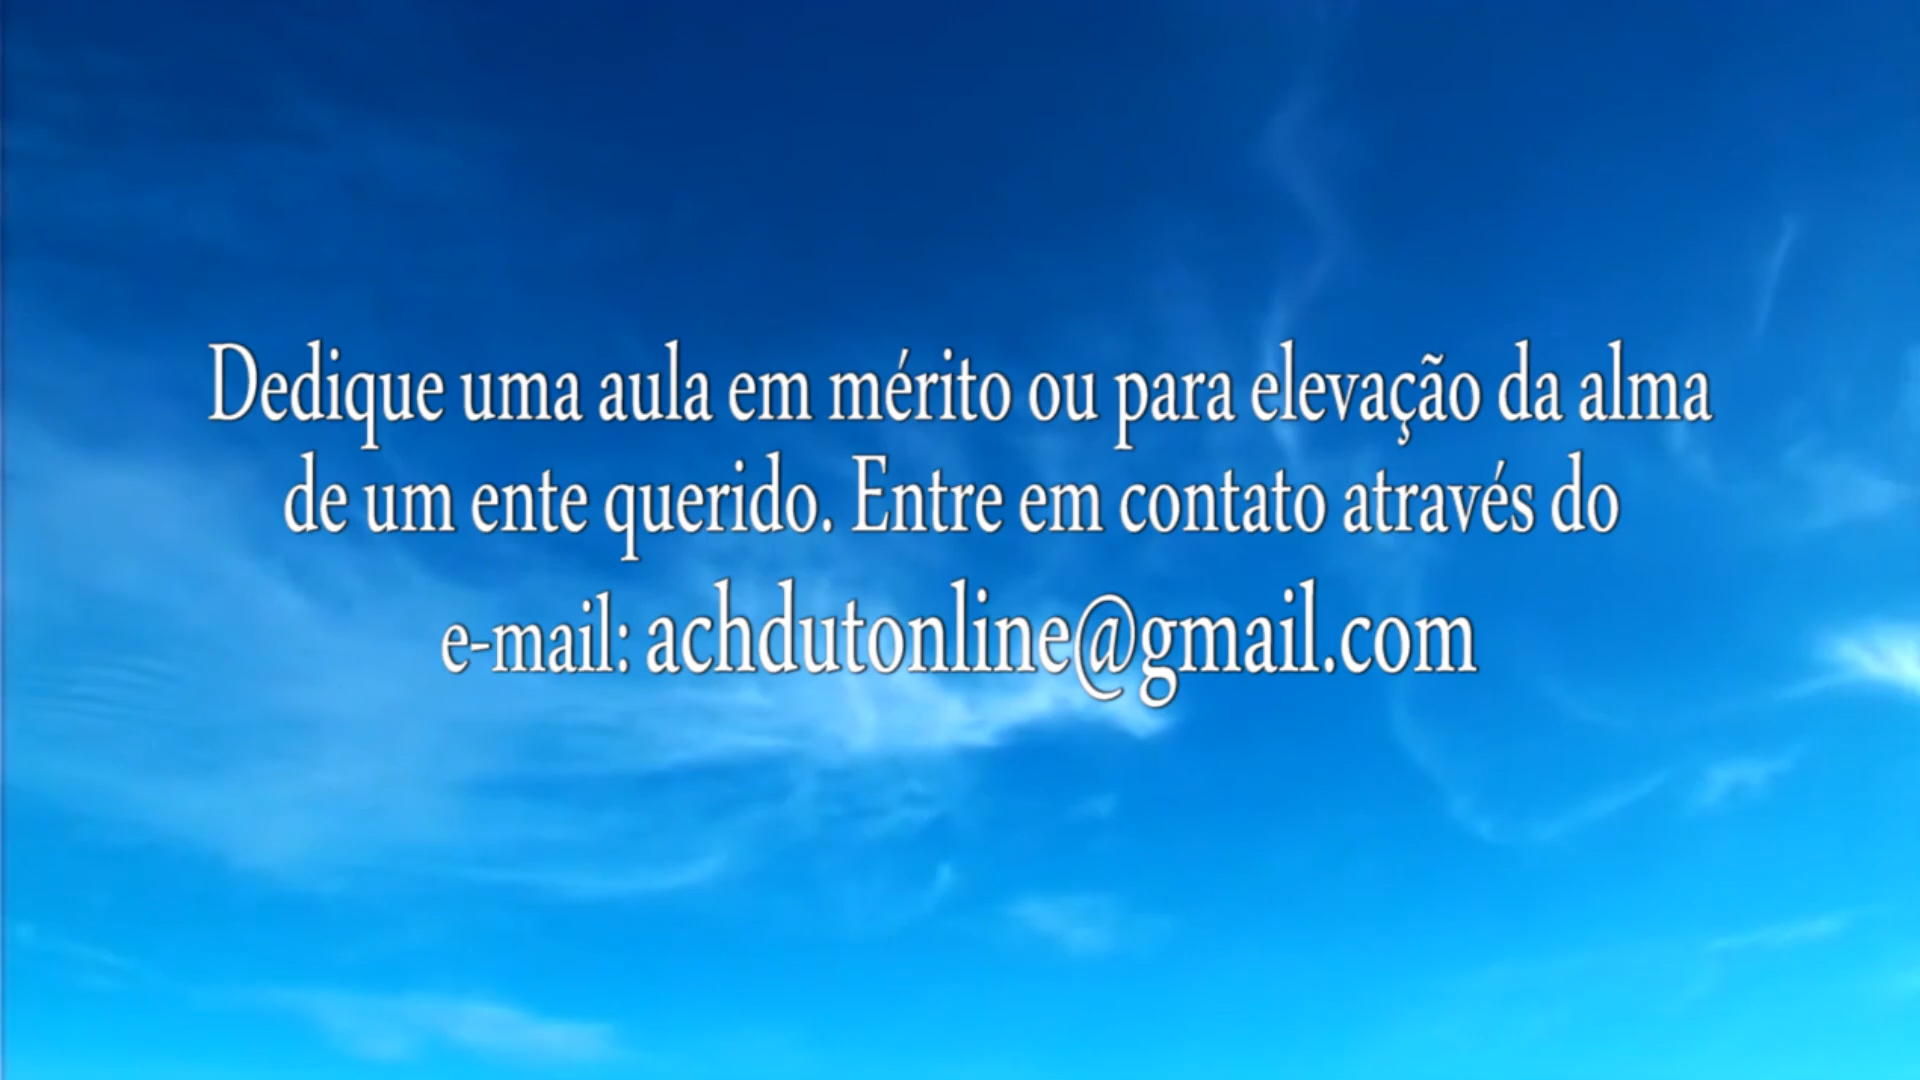 Dedique uma aula em mérito ou para elevação da alma
de um ente querido. Entre em contato através do
e-mail: achdutonline@gmail.com